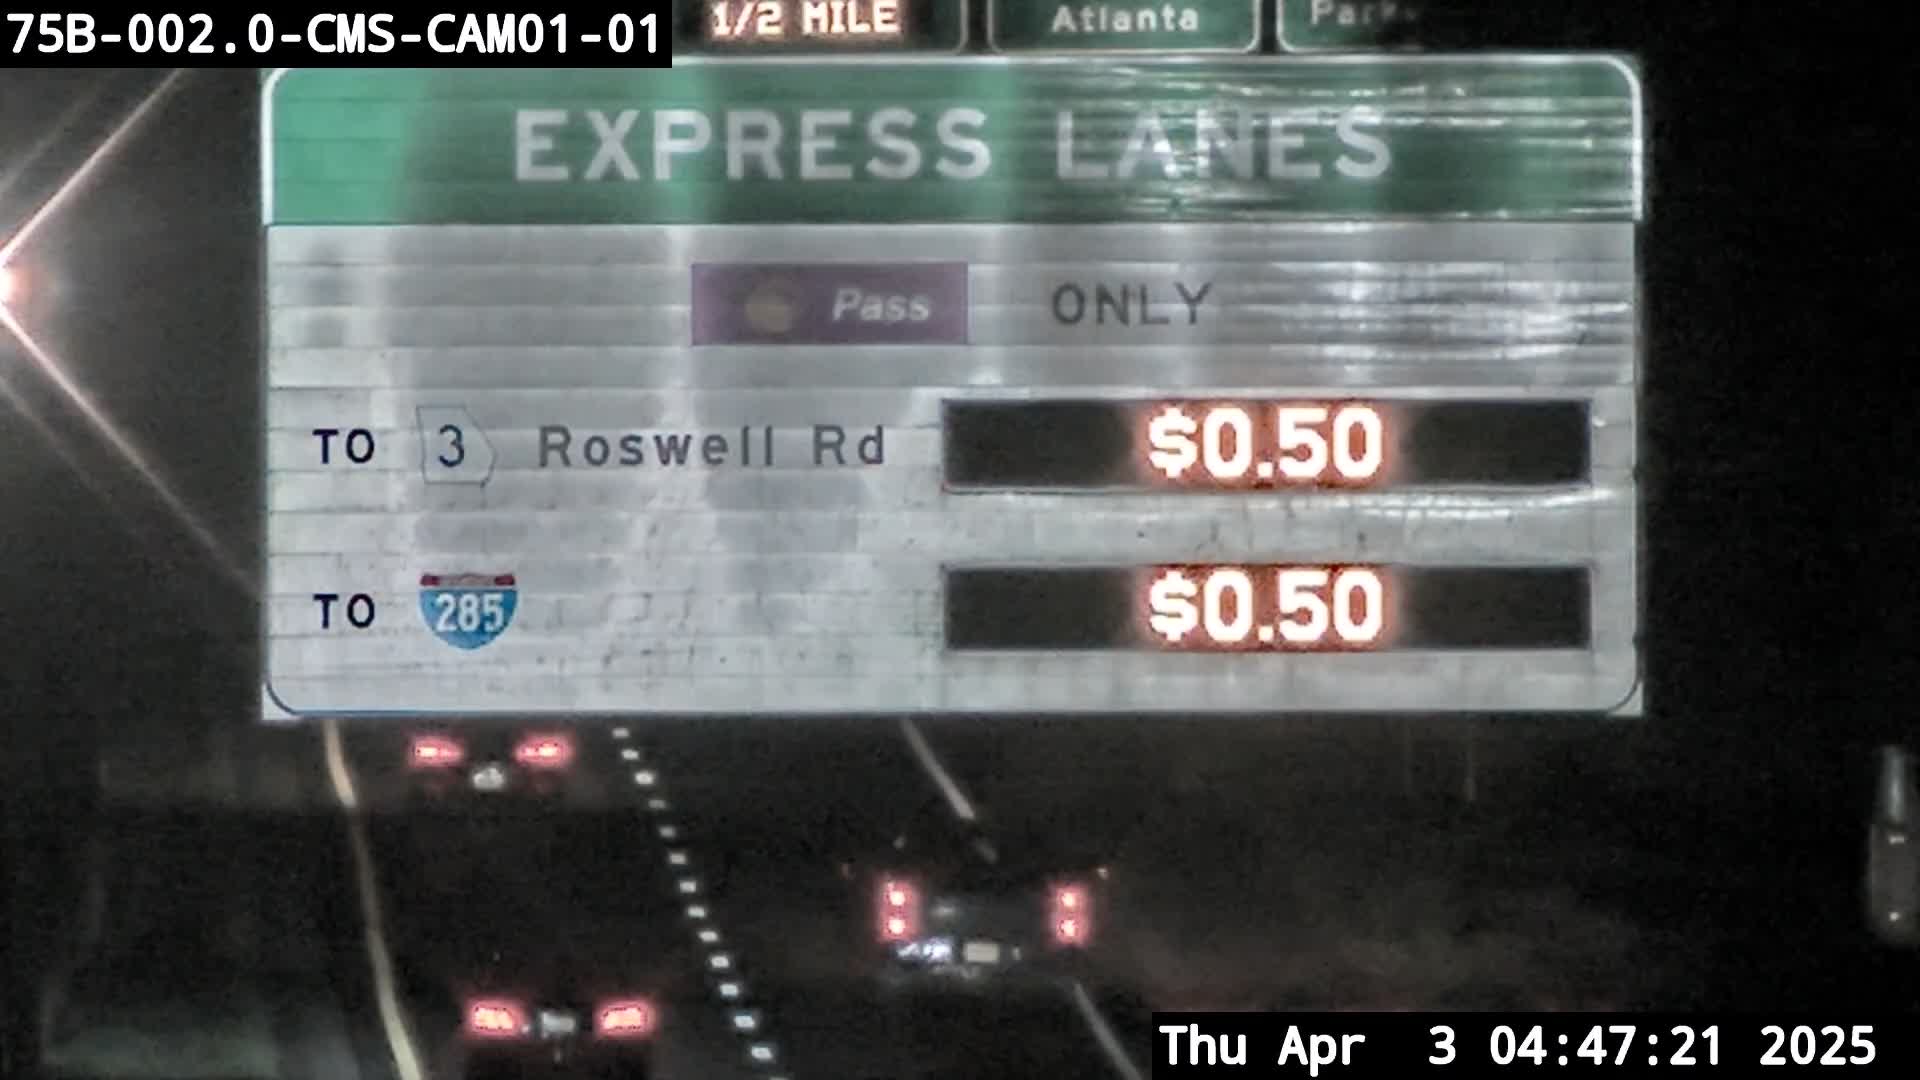 75B-002.0-CMS-CAM01-01
1/2 MILE
Atlanta
EXPRESS LANES
Pass ONLY
TO 3 Roswell Rd $0.50
TO 285 $0.50
Thu Apr 3 04:47:21 2025